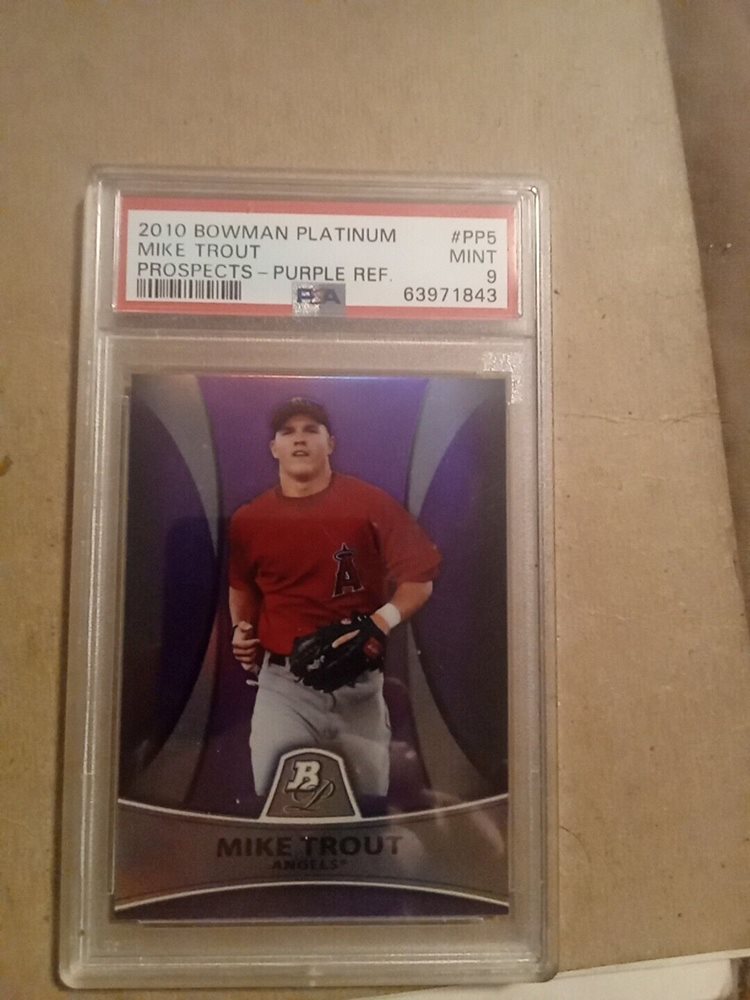 2010 BOWMAN PLATINUM #PP5
MIKE TROUT MINT
PROSPECTS - PURPLE REF. 9
PSA 63971843
A
B
P
MIKE TROUT
ANGELS®